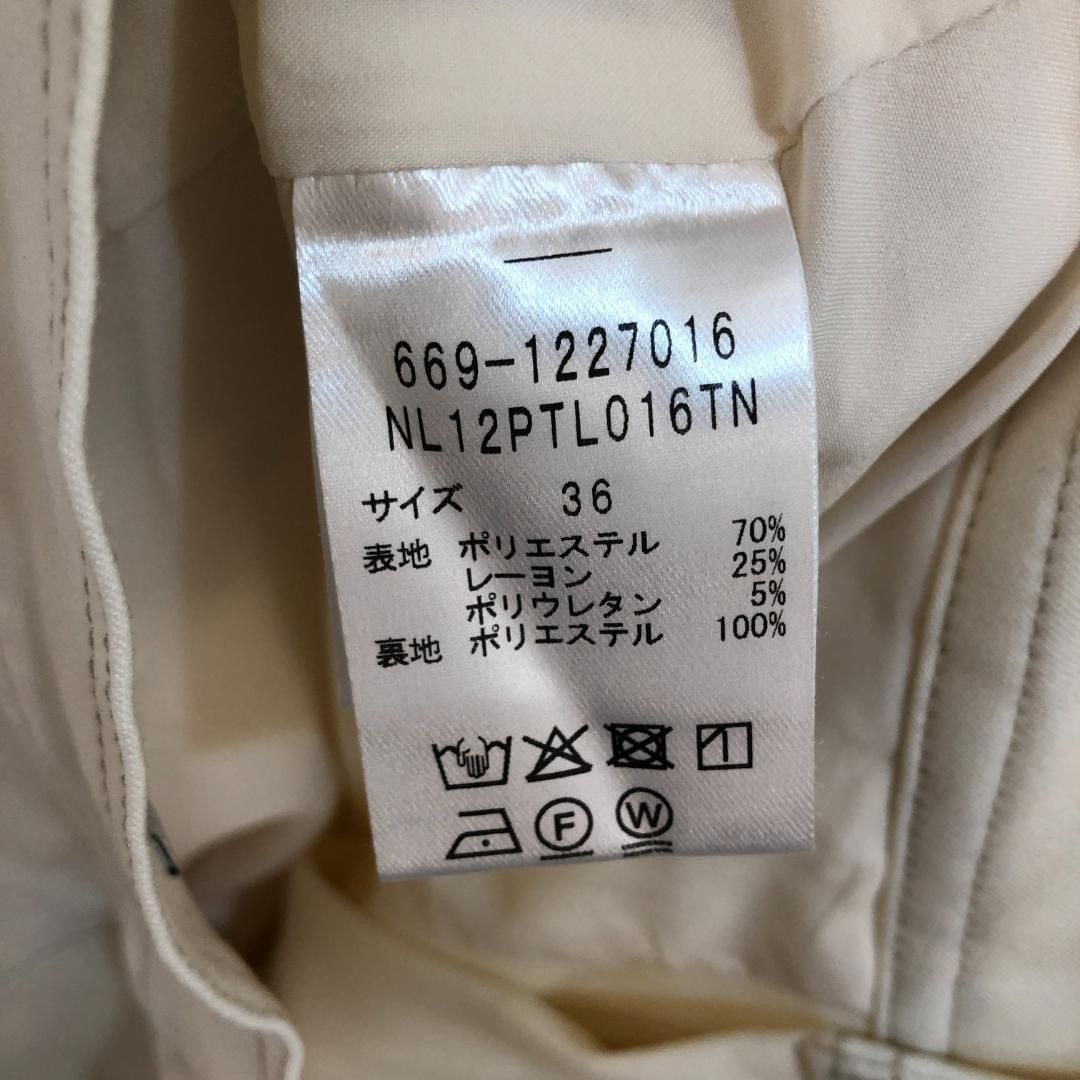 669-1227016
NL12PTL016TN
サイズ 36
表地 ポリエステル 70%
レーヨン 25%
ポリウレタン 5%
裏地 ポリエステル 100%
F W